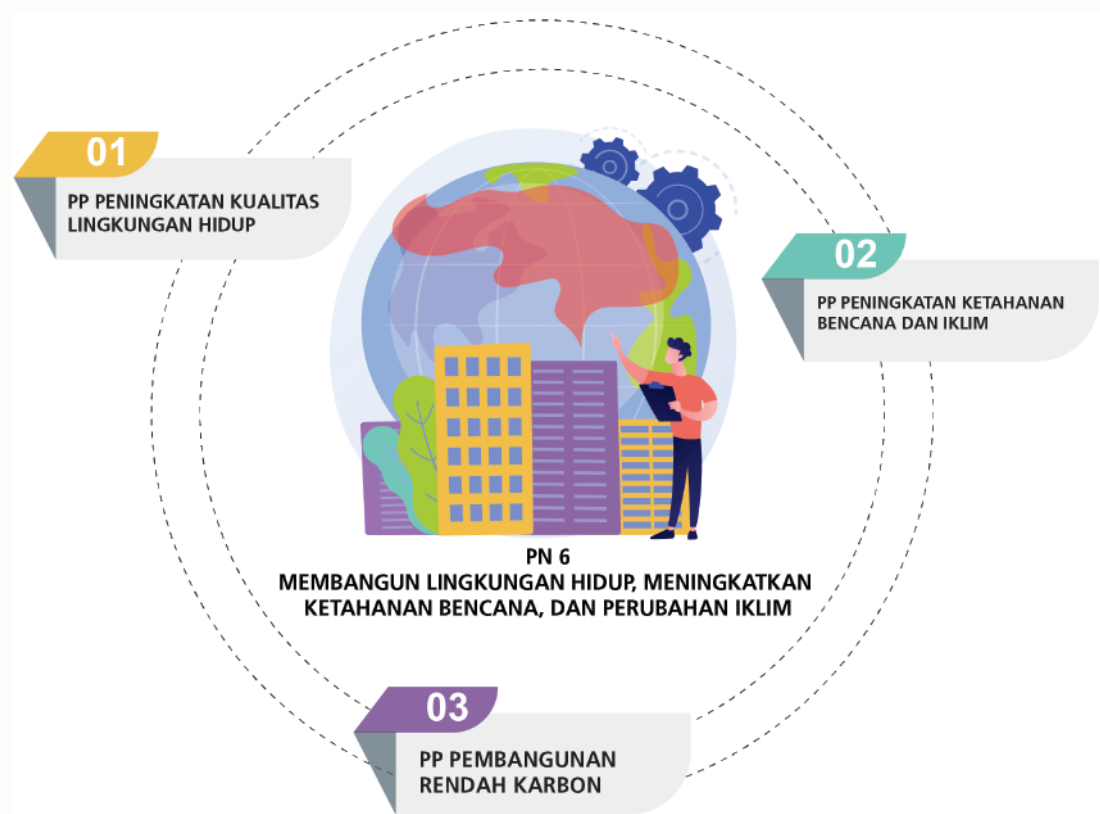 01
PP PENINGKATAN KUALITAS
LINGKUNGAN HIDUP
02
PP PENINGKATAN KETAHANAN
BENCANA DAN IKLIM
PN 6
MEMBANGUN LINGKUNGAN HIDUP, MENINGKATKAN
KETAHANAN BENCANA, DAN PERUBAHAN IKLIM
03
PP PEMBANGUNAN
RENDAH KARBON